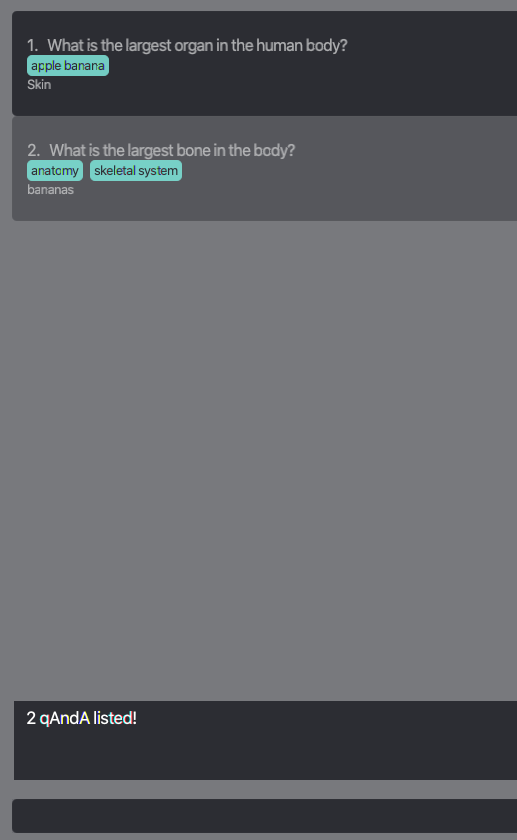 1. What is the largest organ in the human body?
apple banana
Skin
2. What is the largest bone in the body?
anatomy skeletal system
bananas
2 qAndA listed!